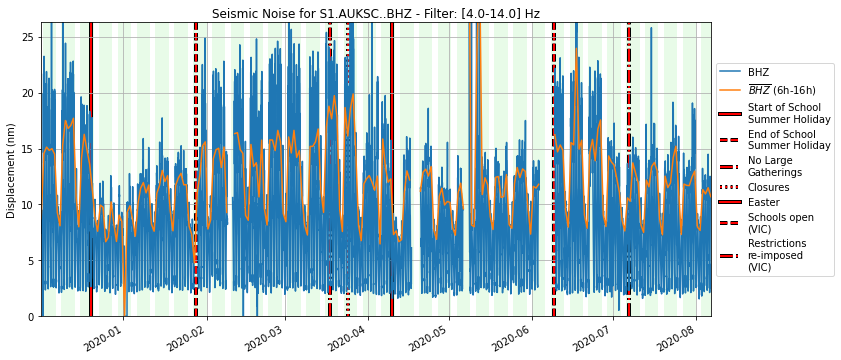 Seismic Noise for S1.AUKSC..BHZ - Filter: [4.0-14.0] Hz
Displacement (nm)
25
20
15
10
5
0
2020-01
2020-02
2020-03
2020-04
2020-05
2020-06
2020-07
2020-08
BHZ
BHZ (6h-16h)
Start of School
Summer Holiday
End of School
Summer Holiday
No Large
Gatherings
Closures
Easter
Schools open
(VIC)
Restrictions
re-imposed
(VIC)